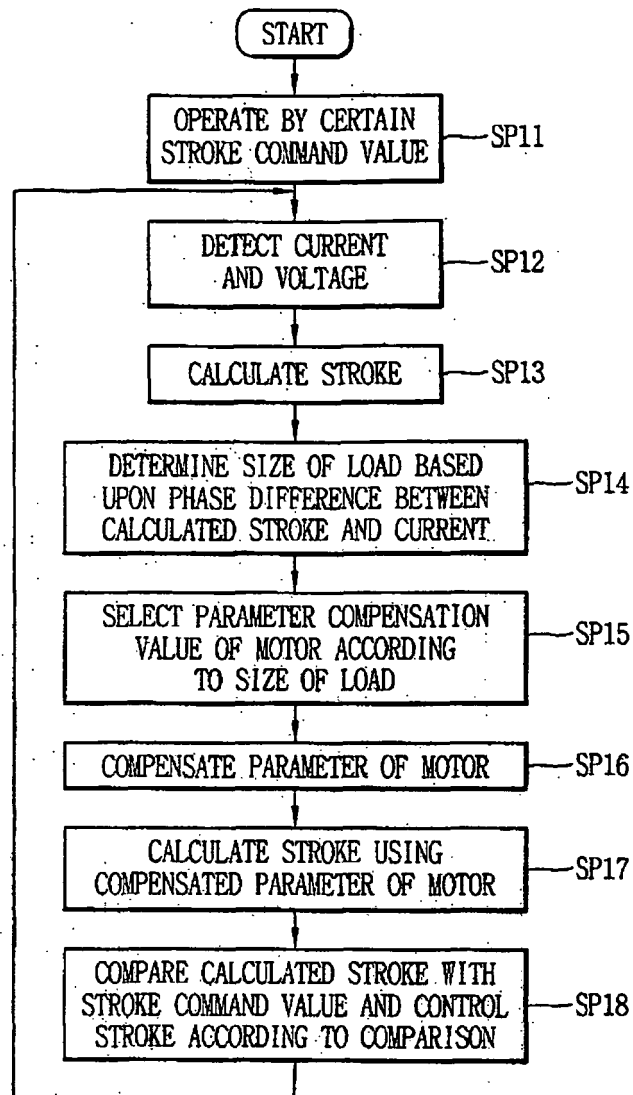 START
OPERATE BY CERTAIN
STROKE COMMAND VALUE
SP11
DETECT CURRENT
AND VOLTAGE
SP12
CALCULATE STROKE
SP13
DETERMINE SIZE OF LOAD BASED
UPON PHASE DIFFERENCE BETWEEN
CALCULATED STROKE AND CURRENT
SP14
SELECT PARAMETER COMPENSATION
VALUE OF MOTOR ACCORDING
TO SIZE OF LOAD
SP15
COMPENSATE PARAMETER OF MOTOR
SP16
CALCULATE STROKE USING
COMPENSATED PARAMETER OF MOTOR
SP17
COMPARE CALCULATED STROKE WITH
STROKE COMMAND VALUE AND CONTROL
STROKE ACCORDING TO COMPARISON
SP18